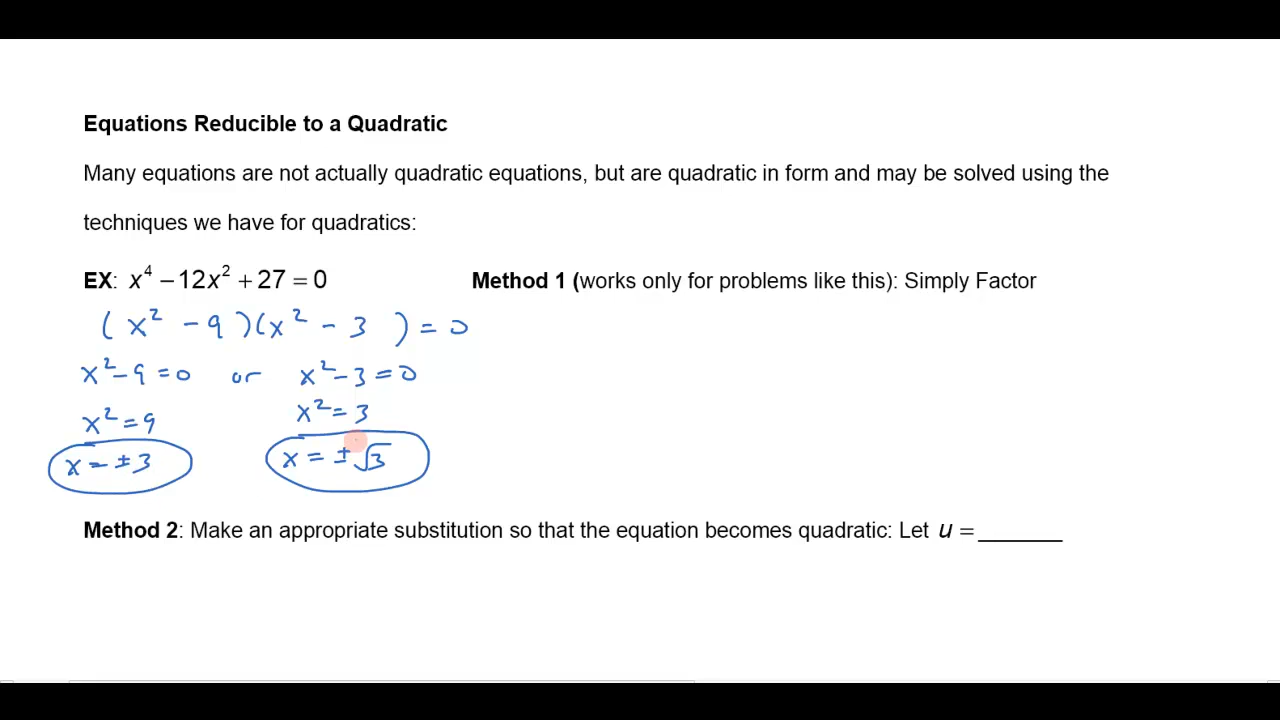 Equations Reducible to a Quadratic
Many equations are not actually quadratic equations, but are quadratic in form and may be solved using the
techniques we have for quadratics:
EX: x⁴ − 12x² + 27 = 0 Method 1 (works only for problems like this): Simply Factor
(x² − 9)(x² − 3) = 0
x² − 9 = 0 or x² − 3 = 0
x² = 9 x² = 3
x = ±3 x = ±√3
Method 2: Make an appropriate substitution so that the equation becomes quadratic: Let u = _______